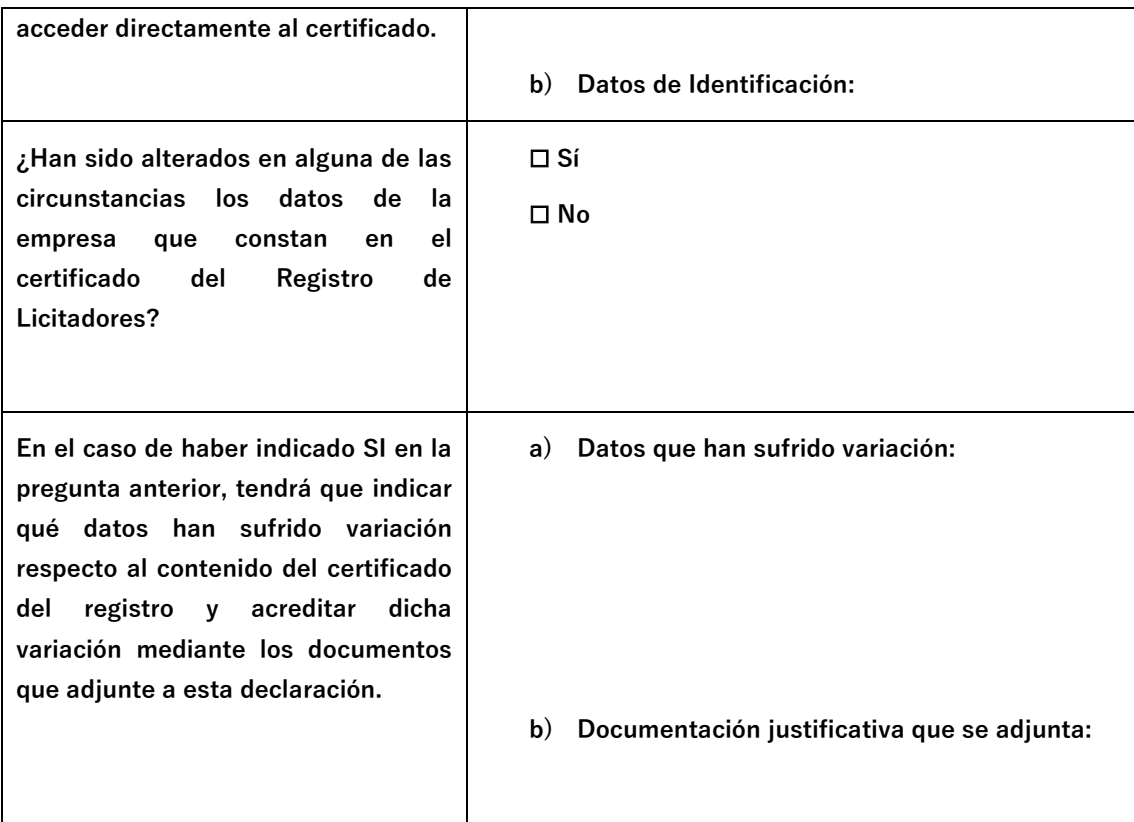 acceder directamente al certificado.
b) Datos de Identificación:
¿Han sido alterados en alguna de las
circunstancias los datos de la
empresa que constan en el
certificado del Registro de
Licitadores?
☐ Sí
☐ No
En el caso de haber indicado SI en la
pregunta anterior, tendrá que indicar
qué datos han sufrido variación
respecto al contenido del certificado
del registro y acreditar dicha
variación mediante los documentos
que adjunte a esta declaración.
a) Datos que han sufrido variación:
b) Documentación justificativa que se adjunta: